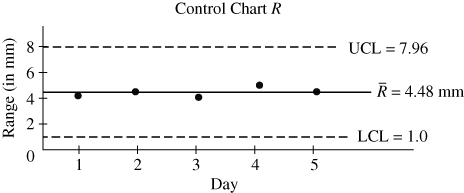 Control Chart R
Range (in mm)
8
UCL = 7.96
6
R̄ = 4.48 mm
4
2
LCL = 1.0
0
1 2 3 4 5
Day